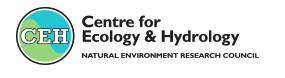 CEH
Centre for
Ecology & Hydrology
NATURAL ENVIRONMENT RESEARCH COUNCIL